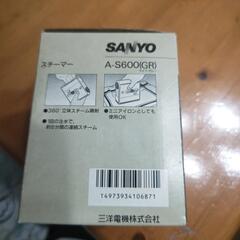 SANYO
スチーマー
A-S600(GR)
●360°立体スチーム噴射
●1回の注水で、
約6分間の連続スチーム
●ミニアイロンとしても
使用OK
14973934106871
三洋電機株式会社